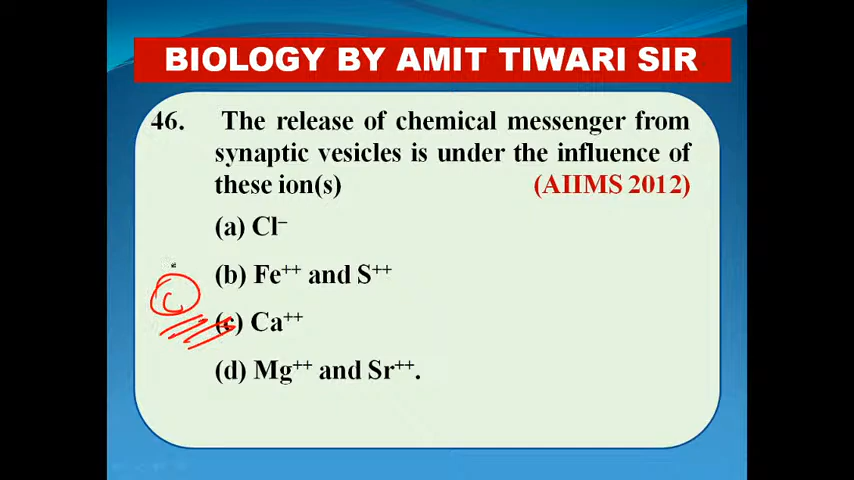 BIOLOGY BY AMIT TIWARI SIR
46. The release of chemical messenger from
synaptic vesicles is under the influence of
these ion(s) (AIIMS 2012)
(a) Cl⁻
(b) Fe⁺⁺ and S⁺⁺
C
(c) Ca⁺⁺
(d) Mg⁺⁺ and Sr⁺⁺.